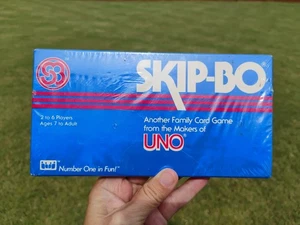 SB
SKIP-BO
2 to 6 Players
Ages 7 to Adult
Another Family Card Game
from the Makers of
UNO®
Number One in Fun!™